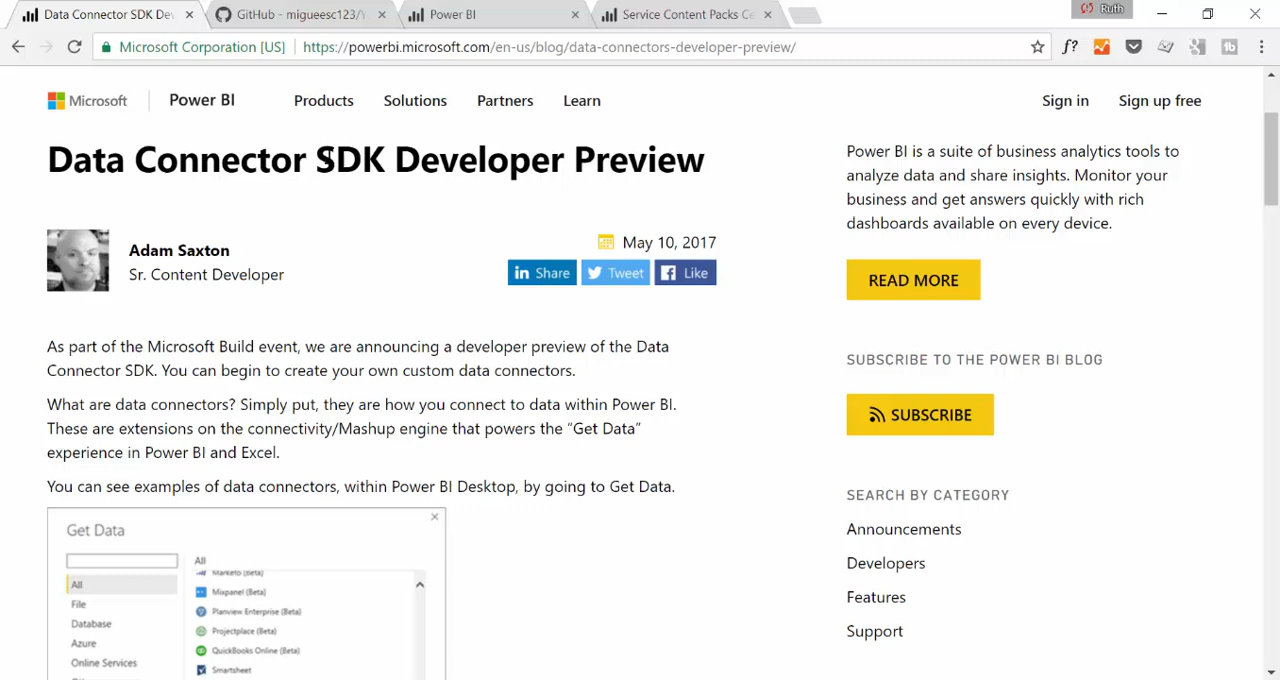 Data Connector SDK De
GitHub - migueesc123/
Power BI
Service Content Packs Ce
Ruth
Microsoft Corporation [US]
https://powerbi.microsoft.com/en-us/blog/data-connectors-developer-preview/
f?
Microsoft
Power BI
Products
Solutions
Partners
Learn
Sign in
Sign up free
Data Connector SDK Developer Preview
Adam Saxton
Sr. Content Developer
May 10, 2017
in Share
Tweet
Like
As part of the Microsoft Build event, we are announcing a developer preview of the Data
Connector SDK. You can begin to create your own custom data connectors.
What are data connectors? Simply put, they are how you connect to data within Power BI.
These are extensions on the connectivity/Mashup engine that powers the “Get Data”
experience in Power BI and Excel.
You can see examples of data connectors, within Power BI Desktop, by going to Get Data.
Get Data
All
File
Database
Azure
Online Services
All
Marketo (Beta)
Mixpanel (Beta)
Planview Enterprise (Beta)
Projectplace (Beta)
QuickBooks Online (Beta)
Smartsheet
Power BI is a suite of business analytics tools to
analyze data and share insights. Monitor your
business and get answers quickly with rich
dashboards available on every device.
READ MORE
SUBSCRIBE TO THE POWER BI BLOG
SUBSCRIBE
SEARCH BY CATEGORY
Announcements
Developers
Features
Support